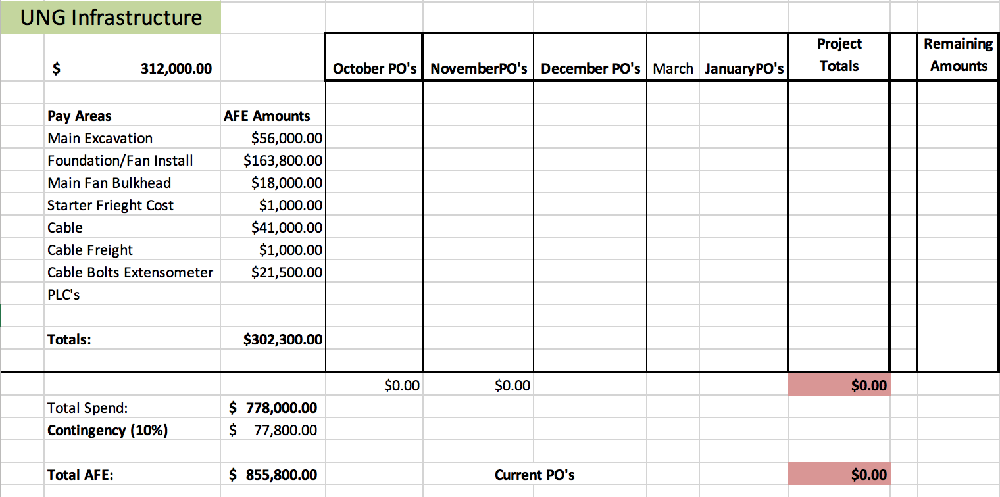 UNG Infrastructure
Project Remaining
$ 312,000.00 October PO's NovemberPO's December PO's March JanuaryPO's Totals Amounts
Pay Areas AFE Amounts
Main Excavation $56,000.00
Foundation/Fan Install $163,800.00
Main Fan Bulkhead $18,000.00
Starter Frieght Cost $1,000.00
Cable $41,000.00
Cable Freight $1,000.00
Cable Bolts Extensometer $21,500.00
PLC's
Totals: $302,300.00
$0.00 $0.00 $0.00
Total Spend: $ 778,000.00
Contingency (10%) $ 77,800.00
Total AFE: $ 855,800.00 Current PO's $0.00